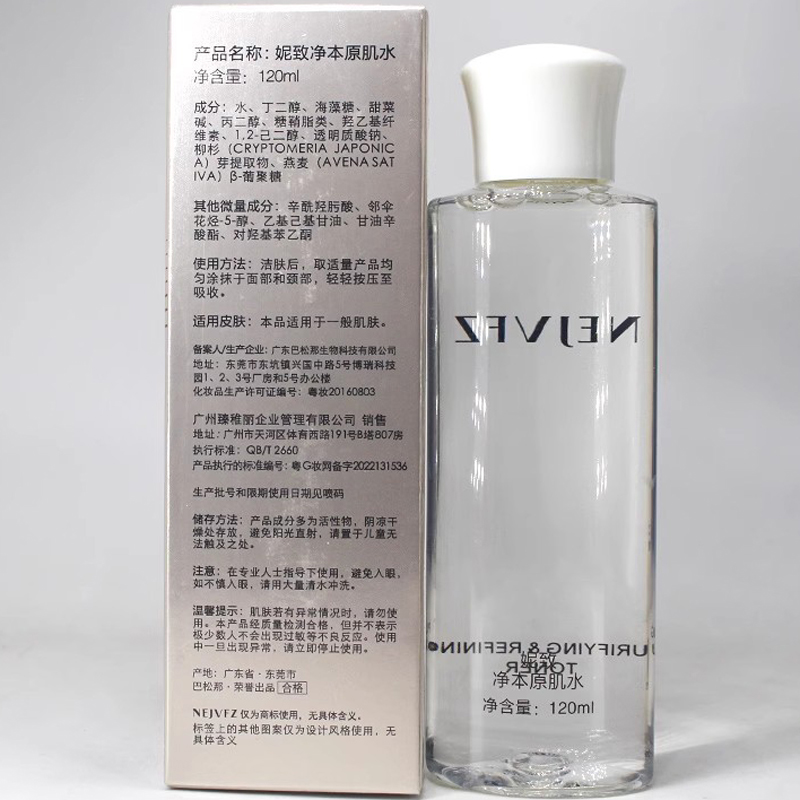 产品名称：妮致净本原肌水
净含量：120ml
成分：水、丁二醇、海藻糖、甜菜
碱、丙二醇、糖鞘脂类、羟乙基纤
维素、1,2-己二醇、透明质酸钠、
柳杉（CRYPTOMERIA JAPONIC
A）芽提取物、燕麦（AVENA SAT
IVA）β-葡聚糖
其他微量成分：辛酰羟肟酸、邻伞
花烃-5-醇、乙基己基甘油、甘油辛
酸酯、对羟基苯乙酮
使用方法：洁肤后，取适量产品均
匀涂抹于面部和颈部，轻轻按压至
吸收。
适用皮肤：本品适用于一般肌肤。
备案人/生产企业：广东巴松那生物科技有限公司
地址：东莞市东坑镇兴国中路5号博瑞科技
园1、2、3号厂房和5号办公楼
化妆品生产许可证编号：粤妆20160803
广州臻稚丽企业管理有限公司 销售
地址：广州市天河区体育西路191号B塔807房
执行标准：QB/T 2660
产品执行的标准编号：粤G妆网备字2022131536
生产批号和限期使用日期见喷码
储存方法：产品成分多为活性物，阴凉干
燥处存放，避免阳光直射，请置于儿童无
法触及之处。
注意：在专业人士指导下使用，避免入眼，
如不慎入眼，请用大量清水冲洗。
温馨提示：肌肤若有异常情况时，请勿使
用。本产品经质量检测合格，但并不表示
极少数人不会出现过敏等不良反应。使用
中一旦出现异常，请立即停止使用。
产地：广东省·东莞市
巴松那·荣誉出品 合格
NEJVFZ 仅为商标使用，无具体含义。
标签上的其他图案仅为设计风格使用，无
具体含义
NEJVFZ
PURIFYING & REFINING
TONER
妮致
净本原肌水
净含量：120ml